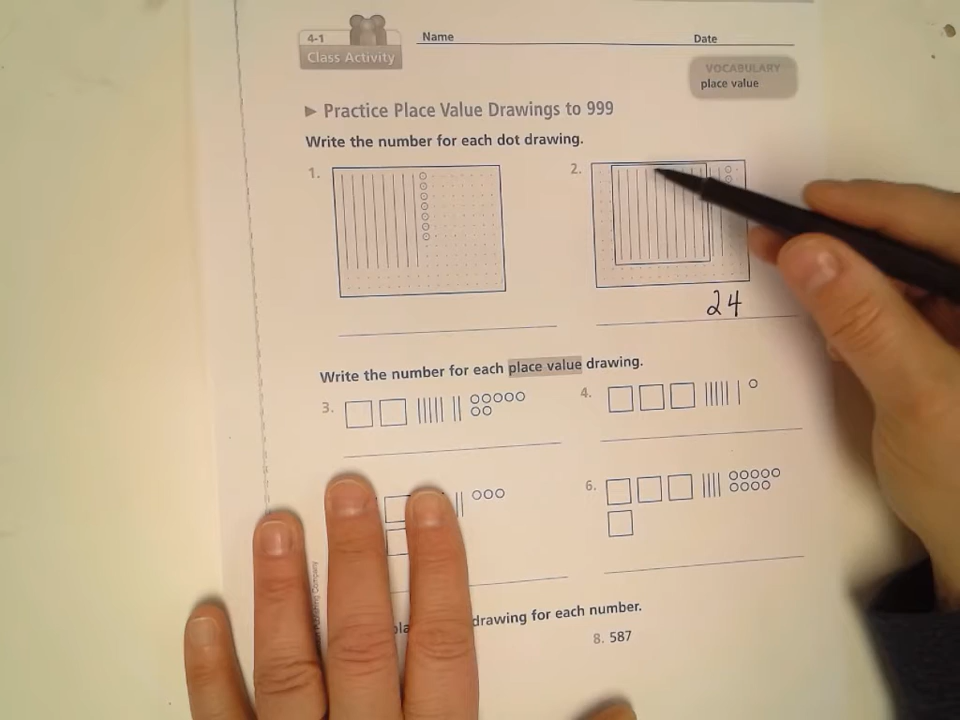 4-1
Class Activity
Name
Date
VOCABULARY
place value
Practice Place Value Drawings to 999
Write the number for each dot drawing.
1.
2.
24
Write the number for each place value drawing.
3.
4.
6.
drawing for each number.
8. 587